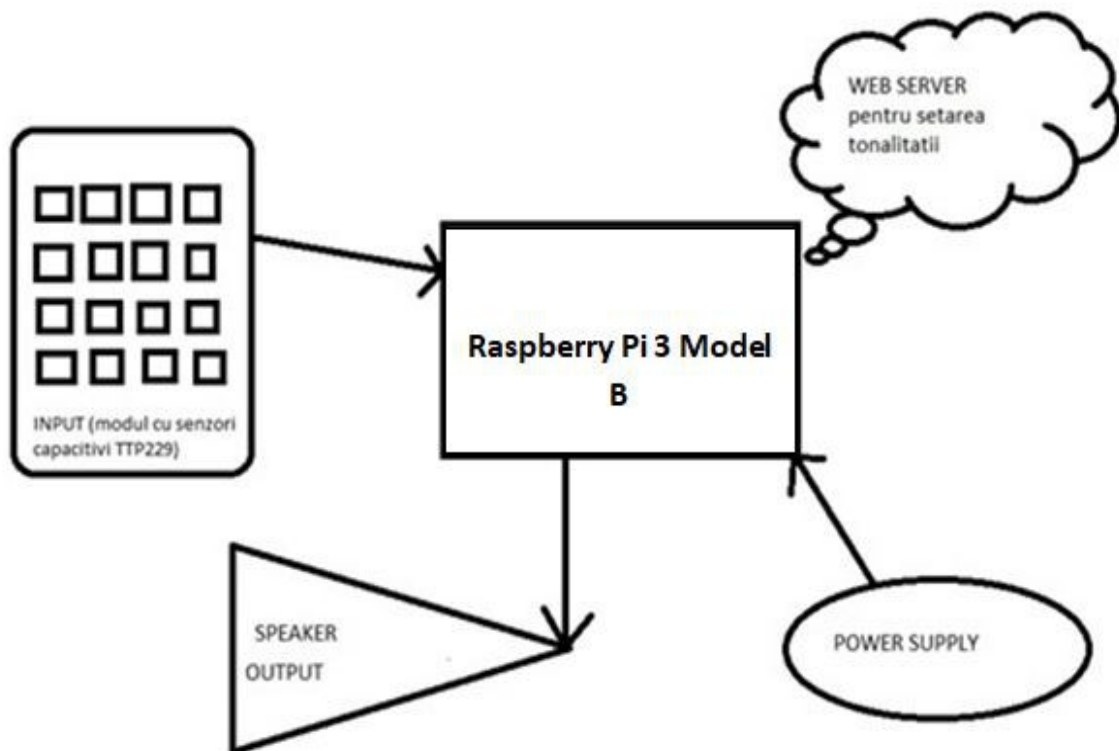 WEB SERVER
pentru setarea
tonalitatii
Raspberry Pi 3 Model
B
INPUT (modul cu senzori
capacitivi TTP229)
SPEAKER
OUTPUT
POWER SUPPLY